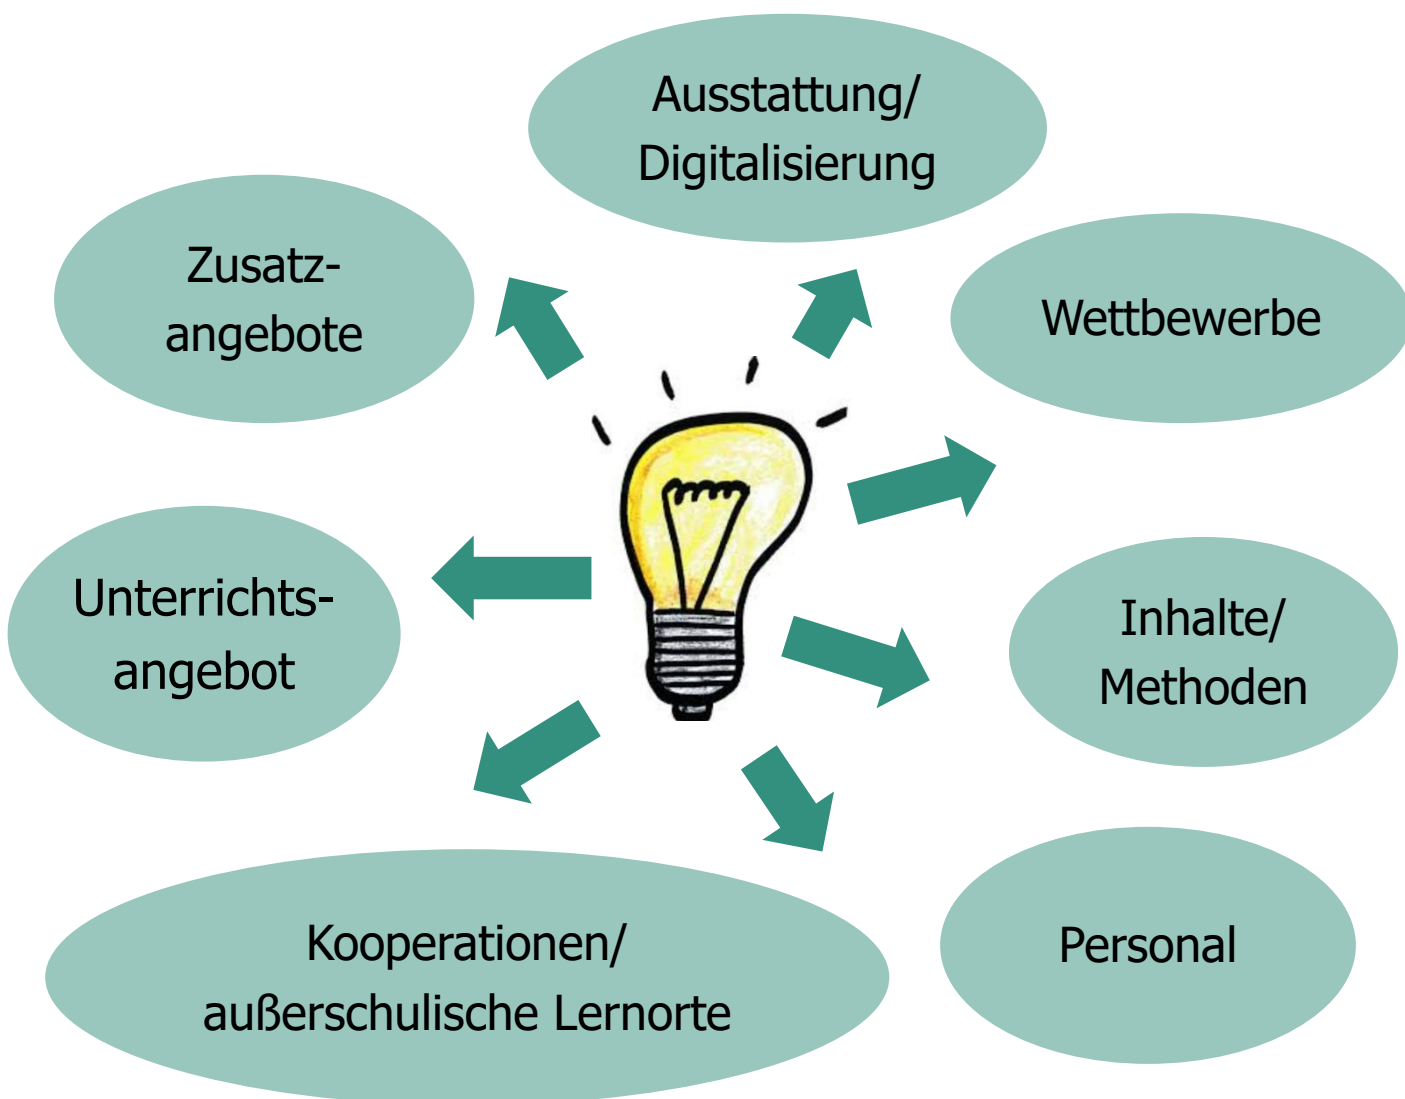 Ausstattung/
Digitalisierung
Zusatz-
angebote
Wettbewerbe
Unterrichts-
angebot
Inhalte/
Methoden
Kooperationen/
außerschulische Lernorte
Personal